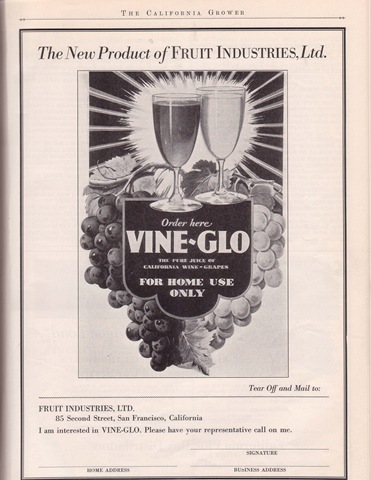 THE CALIFORNIA GROWER
The New Product of FRUIT INDUSTRIES, Ltd.
Order here
VINE-GLO
THE PURE JUICE OF
CALIFORNIA WINE-GRAPES
FOR HOME USE
ONLY
Tear Off and Mail to:
FRUIT INDUSTRIES, LTD.
85 Second Street, San Francisco, California
I am interested in VINE-GLO. Please have your representative call on me.
SIGNATURE
HOME ADDRESS
BUSINESS ADDRESS